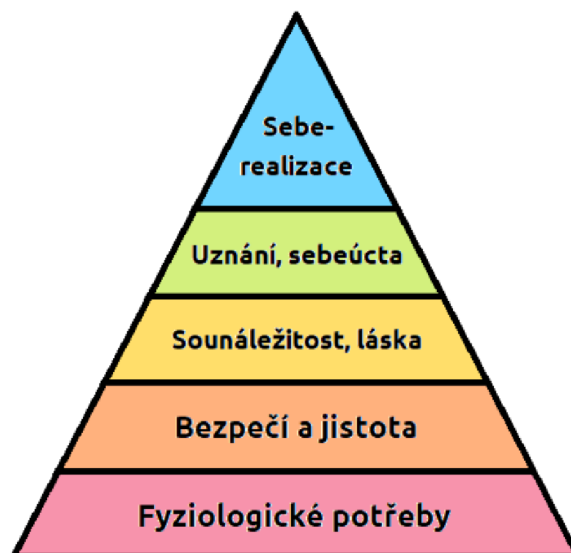 Sebe-
realizace
Uznání, sebeúcta
Sounáležitost, láska
Bezpečí a jistota
Fyziologické potřeby